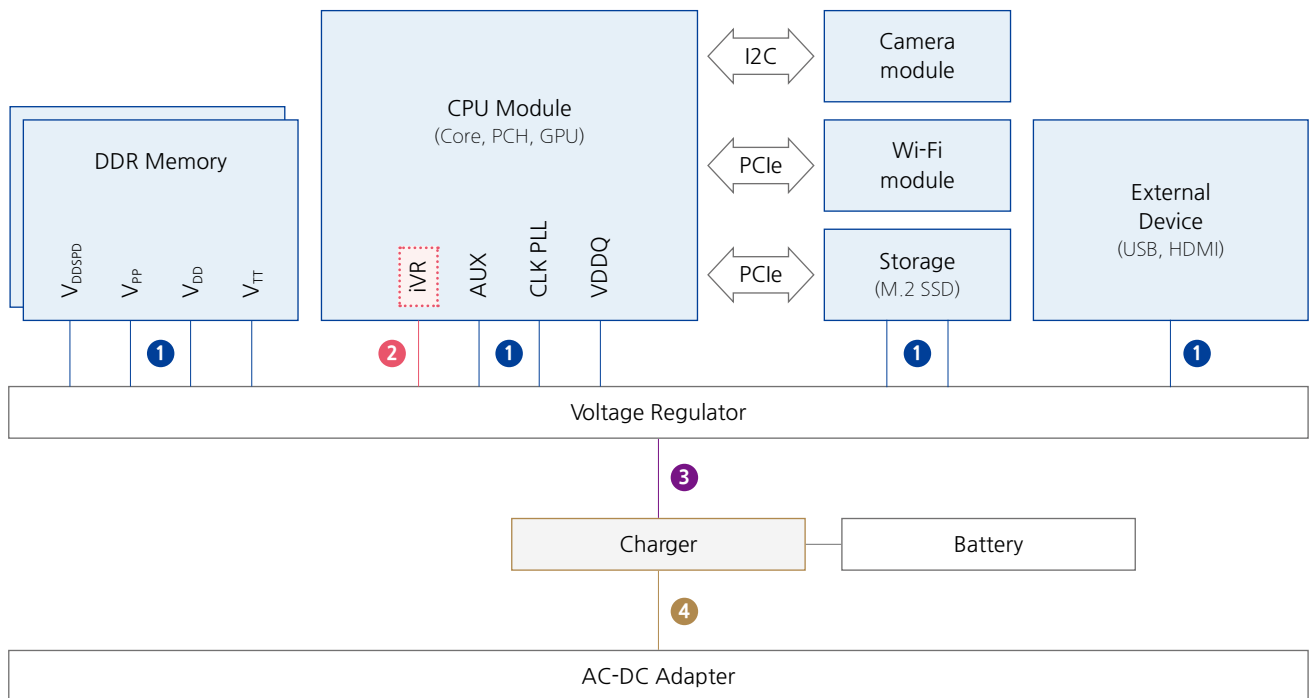 CPU Module
(Core, PCH, GPU)
iVR
AUX
CLK PLL
VDDQ
I2C
PCIe
PCIe
Camera
module
Wi-Fi
module
Storage
(M.2 SSD)
External
Device
(USB, HDMI)
DDR Memory
VDDSPD
VPP
VDD
VTT
1
2
1
1
1
Voltage Regulator
3
Charger
Battery
4
AC-DC Adapter